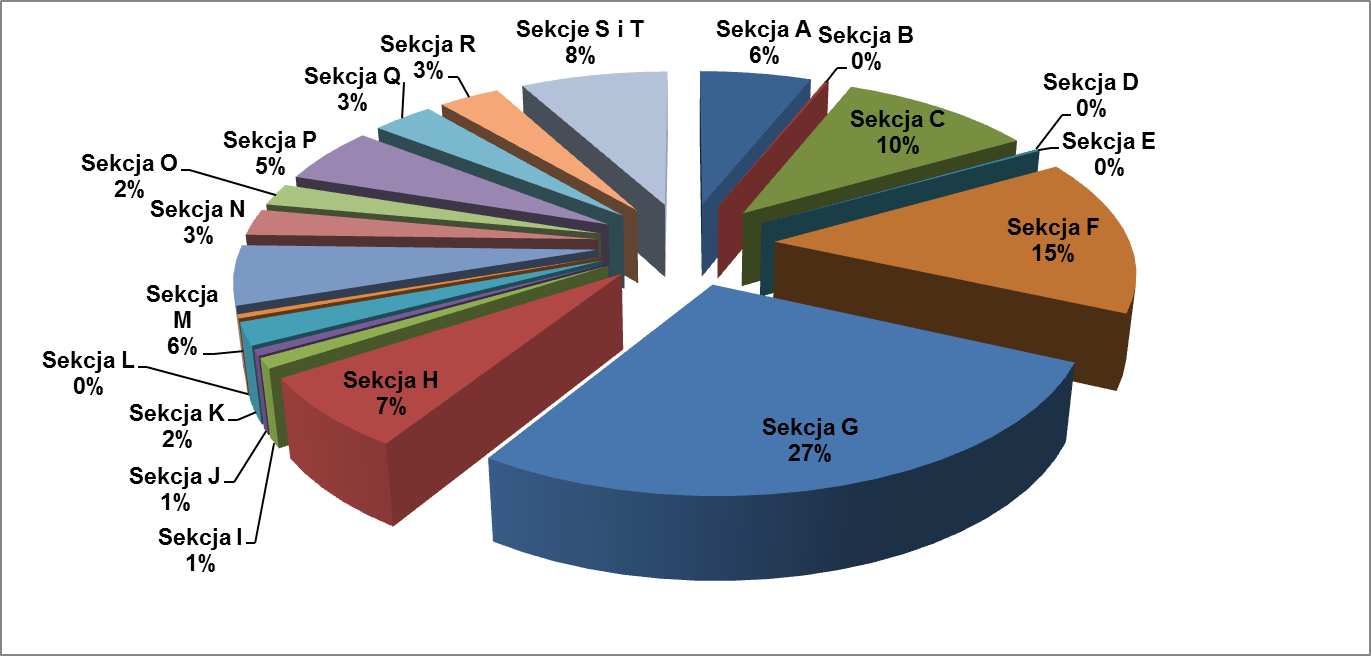 Sekcja A
6%
Sekcja B
0%
Sekcja C
10%
Sekcja D
0%
Sekcja E
0%
Sekcja F
15%
Sekcja G
27%
Sekcja H
7%
Sekcja I
1%
Sekcja J
1%
Sekcja K
2%
Sekcja L
0%
Sekcja
M
6%
Sekcja N
3%
Sekcja O
2%
Sekcja P
5%
Sekcja Q
3%
Sekcja R
3%
Sekcje S i T
8%